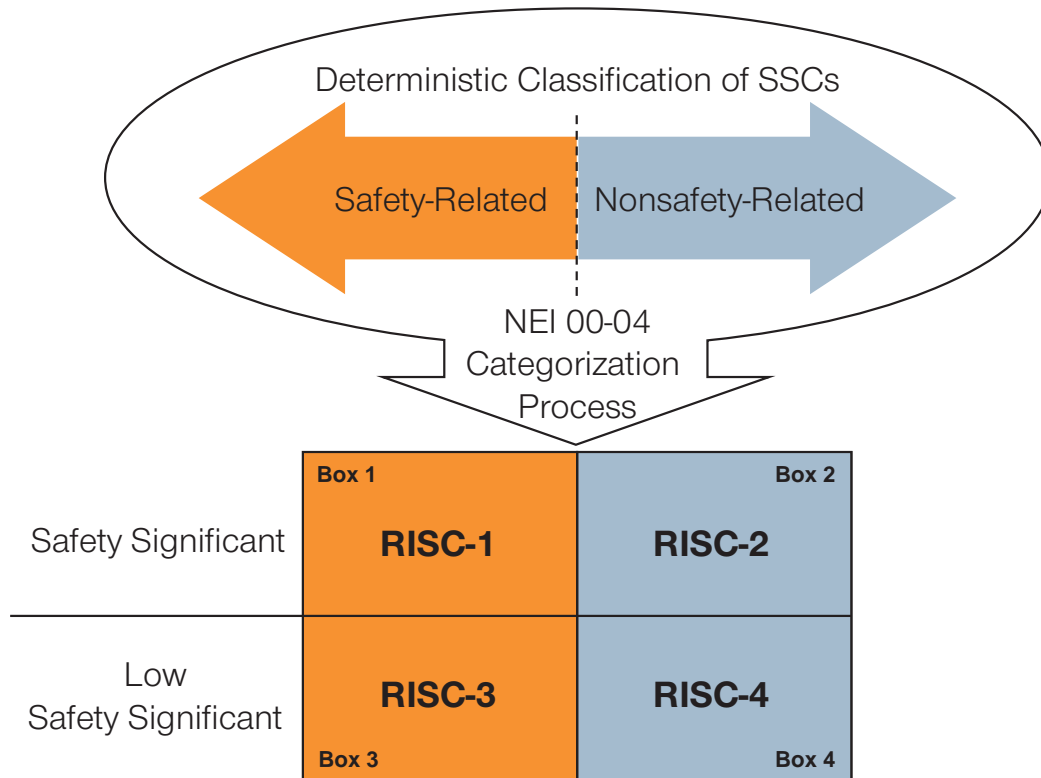 Deterministic Classification of SSCs
Safety-Related
Nonsafety-Related
NEI 00-04
Categorization
Process
Box 1
Box 2
Safety Significant
RISC-1
RISC-2
Low
Safety Significant
RISC-3
RISC-4
Box 3
Box 4